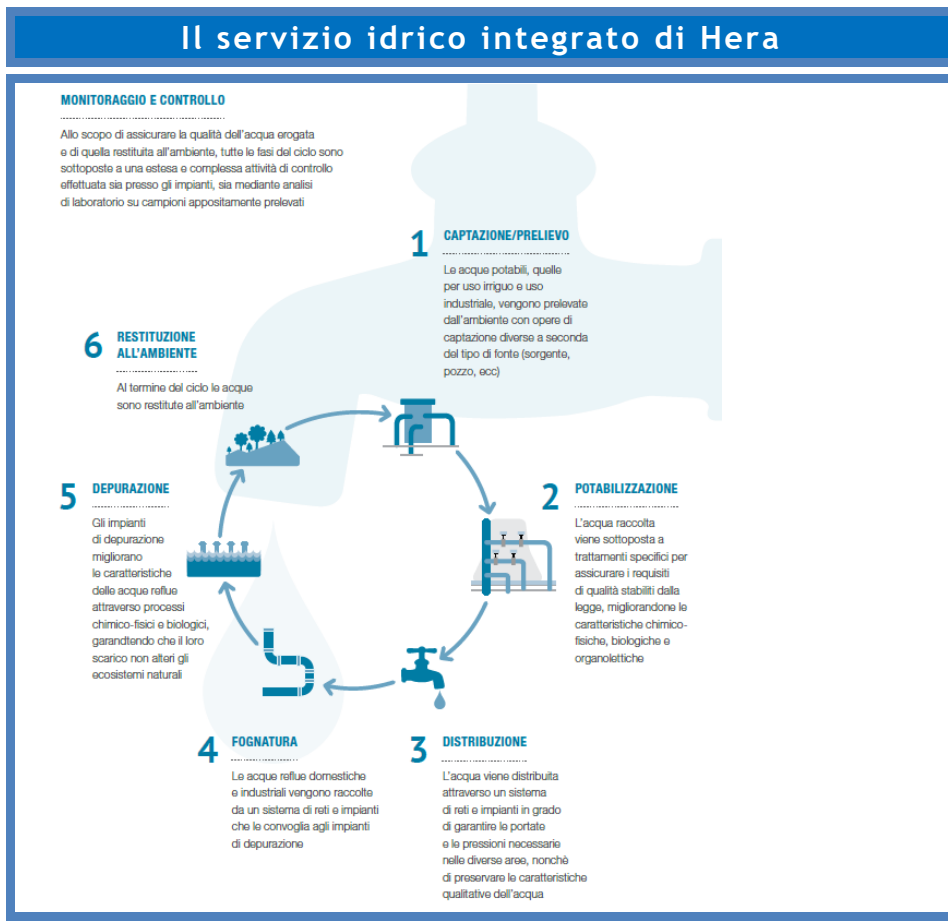 Il servizio idrico integrato di Hera
MONITORAGGIO E CONTROLLO
Allo scopo di assicurare la qualità dell'acqua erogata
e di quella restituita all'ambiente, tutte le fasi del ciclo sono
sottoposte a una estesa e complessa attività di controllo
effettuata sia presso gli impianti, sia mediante analisi
di laboratorio su campioni appositamente prelevati
1 CAPTAZIONE/PRELIEVO
Le acque potabili, quelle
per uso irriguo e uso
industriale, vengono prelevate
dall'ambiente con opere di
captazione diverse a seconda
del tipo di fonte (sorgente,
pozzo, ecc)
2 POTABILIZZAZIONE
L'acqua raccolta
viene sottoposta a
trattamenti specifici per
assicurare i requisiti
di qualità stabiliti dalla
legge, migliorandone le
caratteristiche chimico-
fisiche, biologiche e
organolettiche
3 DISTRIBUZIONE
L'acqua viene distribuita
attraverso un sistema
di reti e impianti in grado
di garantire le portate
e le pressioni necessarie
nelle diverse aree, nonchè
di preservare le caratteristiche
qualitative dell'acqua
4 FOGNATURA
Le acque reflue domestiche
e industriali vengono raccolte
da un sistema di reti e impianti
che le convoglia agli impianti
di depurazione
5 DEPURAZIONE
Gli impianti
di depurazione
migliorano
le caratteristiche
delle acque reflue
attraverso processi
chimico-fisici e biologici,
garandtendo che il loro
scarico non alteri gli
ecosistemi naturali
6 RESTITUZIONE
ALL'AMBIENTE
Al termine del ciclo le acque
sono restitute all'ambiente